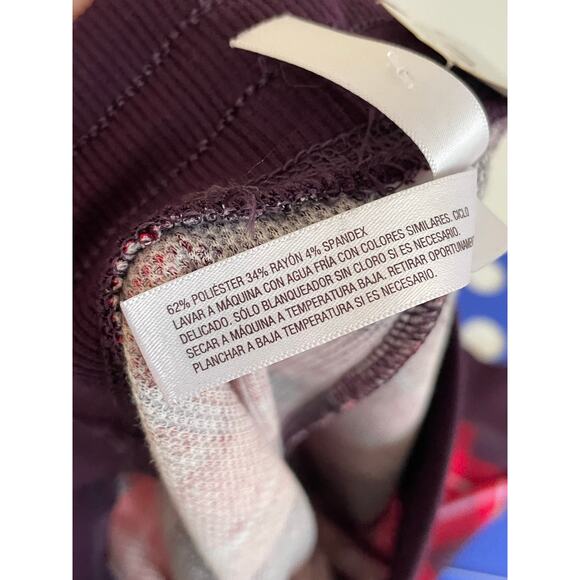 62% POLIÉSTER 34% RAYÓN 4% SPANDEX
LAVAR A MÁQUINA CON AGUA FRÍA CON COLORES SIMILARES. CICLO
DELICADO. SÓLO BLANQUEADOR SIN CLORO SI ES NECESARIO.
SECAR A MÁQUINA A TEMPERATURA BAJA. RETIRAR OPORTUNAMENTE
PLANCHAR A BAJA TEMPERATURA SI ES NECESARIO.